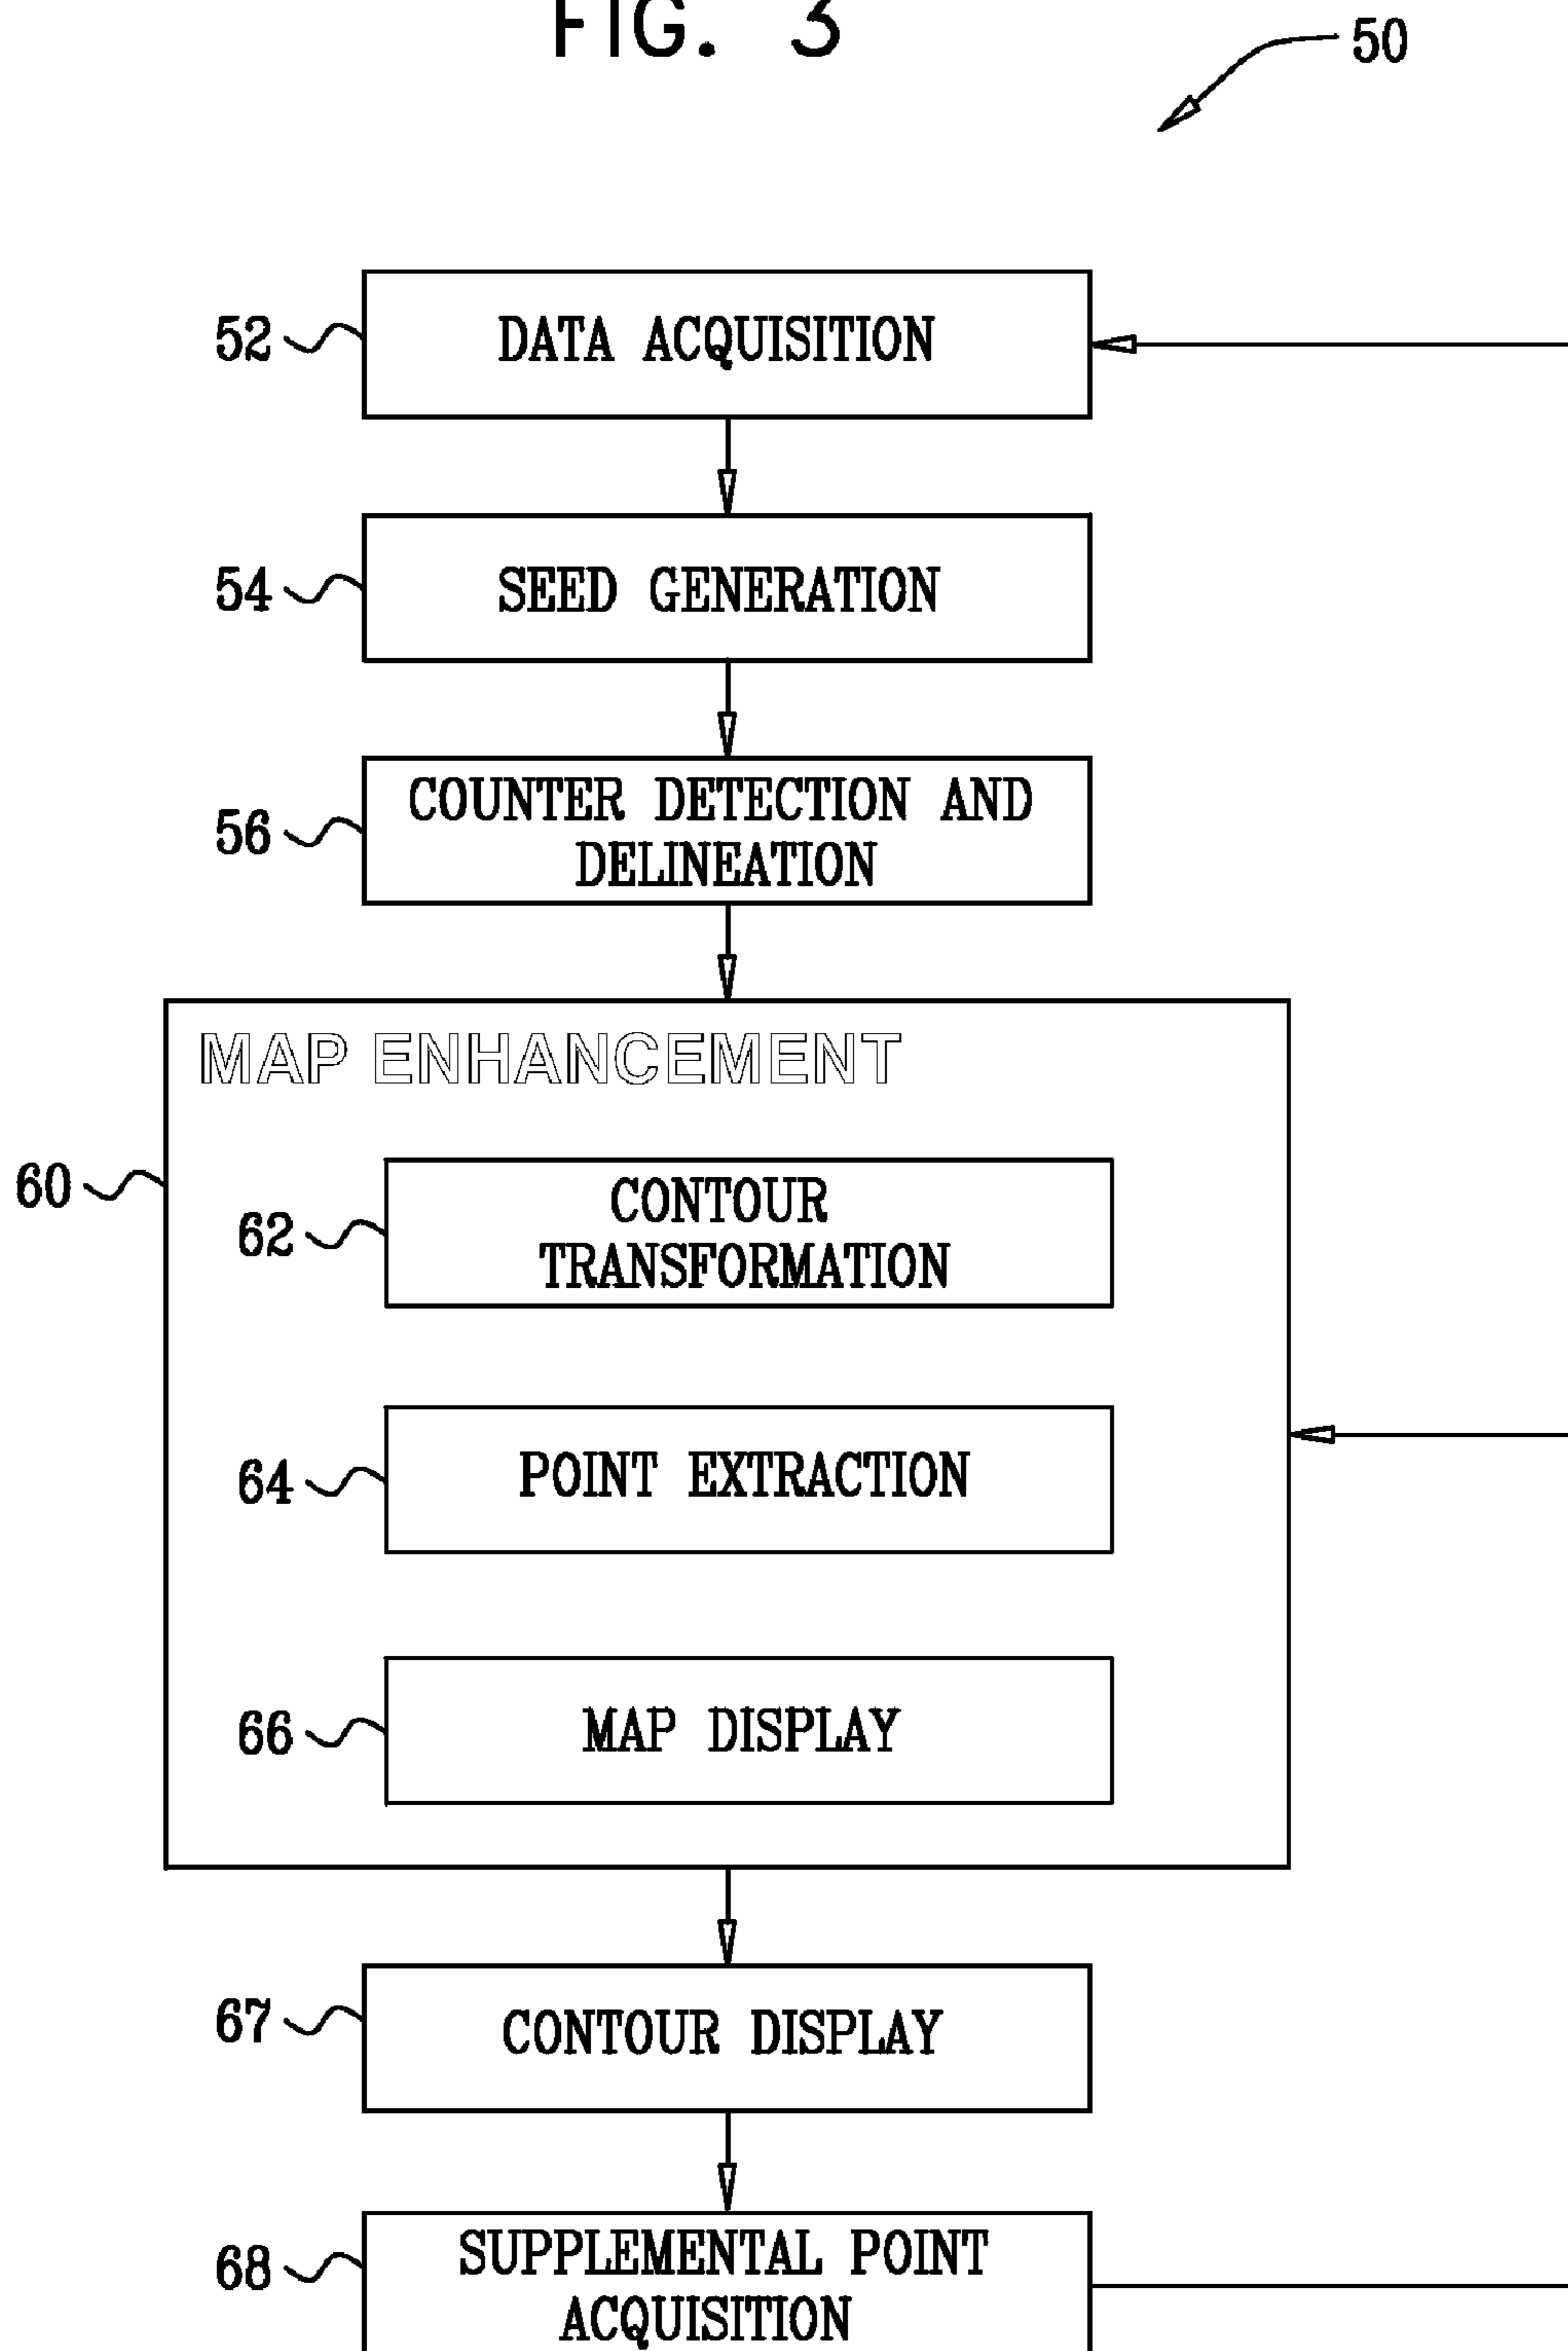 FIG. 3
50
52
DATA ACQUISITION
54
SEED GENERATION
56
COUNTER DETECTION AND
DELINEATION
MAP ENHANCEMENT
60
62
CONTOUR
TRANSFORMATION
64
POINT EXTRACTION
66
MAP DISPLAY
67
CONTOUR DISPLAY
68
SUPPLEMENTAL POINT
ACQUISITION